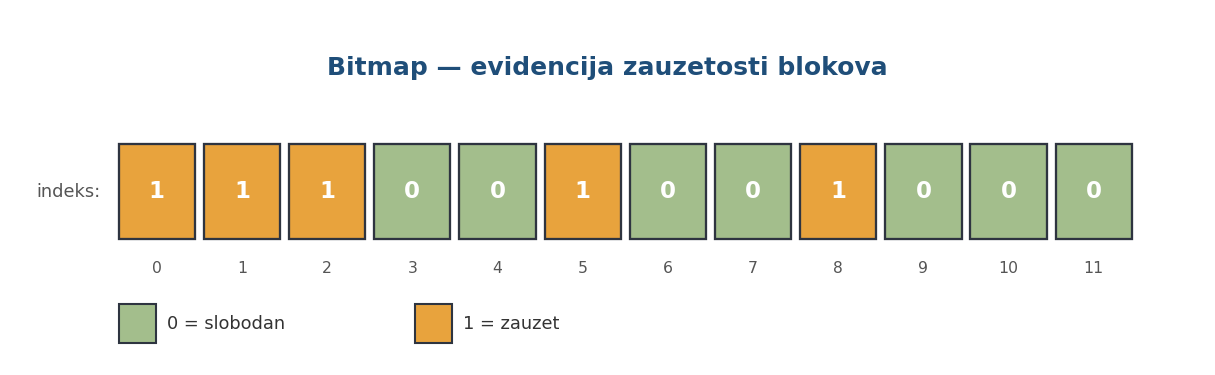 Bitmap — evidencija zauzetosti blokova
indeks: 1 1 1 0 0 1 0 0 1 0 0 0
0 1 2 3 4 5 6 7 8 9 10 11
0 = slobodan 1 = zauzet